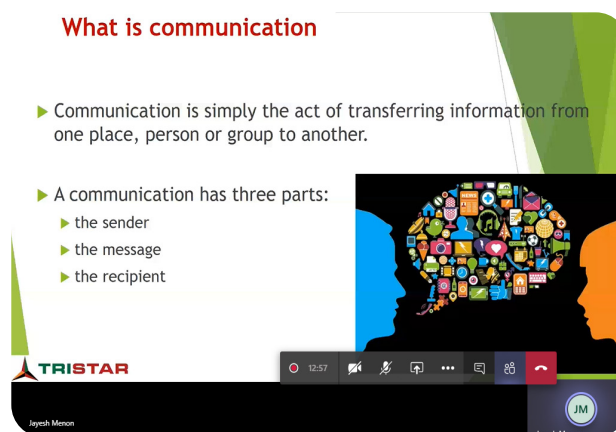 What is communication
Communication is simply the act of transferring information from
one place, person or group to another.
A communication has three parts:
the sender
the message
the recipient
TRISTAR
12:57
Jayesh Menon
JM